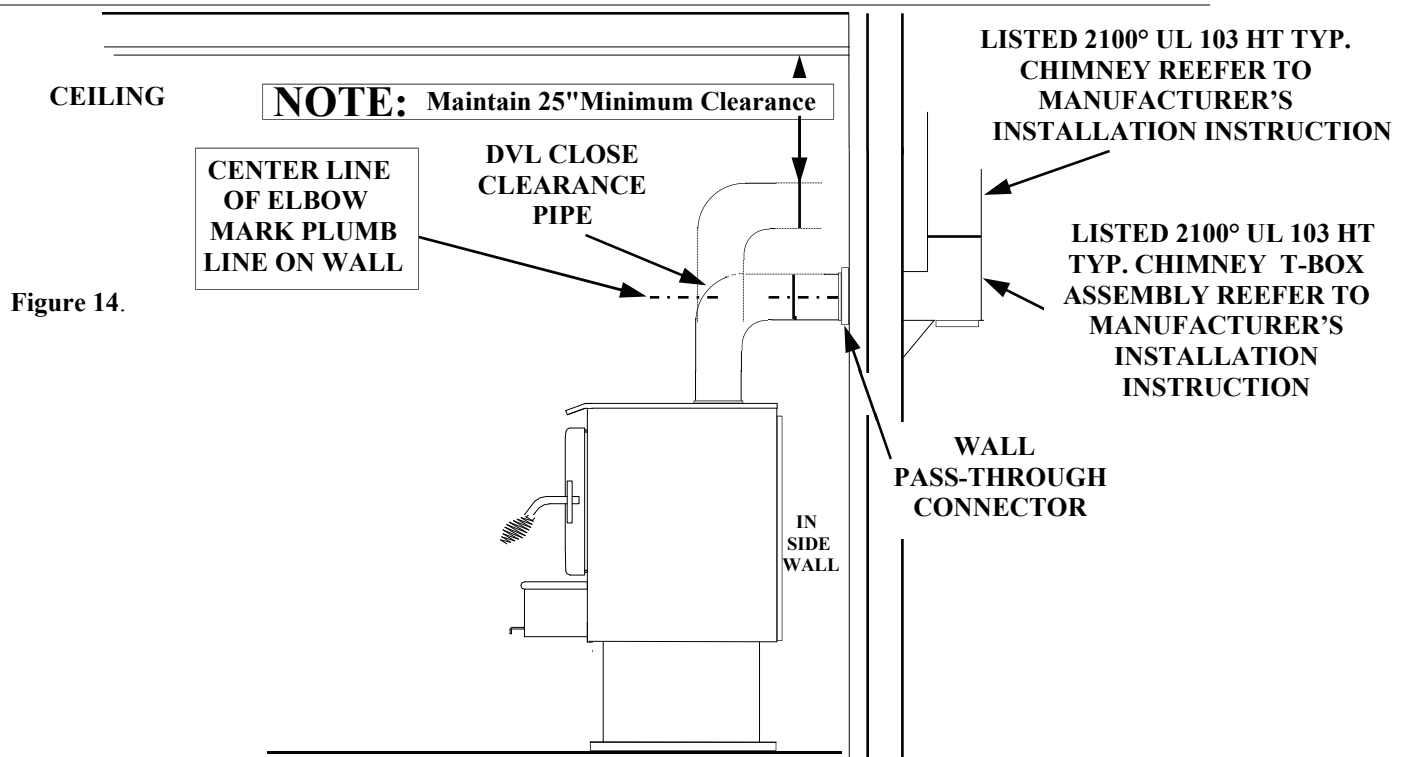 LISTED 2100° UL 103 HT TYP.
CHIMNEY REEFER TO
MANUFACTURER'S
INSTALLATION INSTRUCTION
CEILING
NOTE: Maintain 25"Minimum Clearance
CENTER LINE
OF ELBOW
MARK PLUMB
LINE ON WALL
DVL CLOSE
CLEARANCE
PIPE
LISTED 2100° UL 103 HT
TYP. CHIMNEY T-BOX
ASSEMBLY REEFER TO
MANUFACTURER'S
INSTALLATION
INSTRUCTION
Figure 14.
WALL
PASS-THROUGH
CONNECTOR
IN
SIDE
WALL